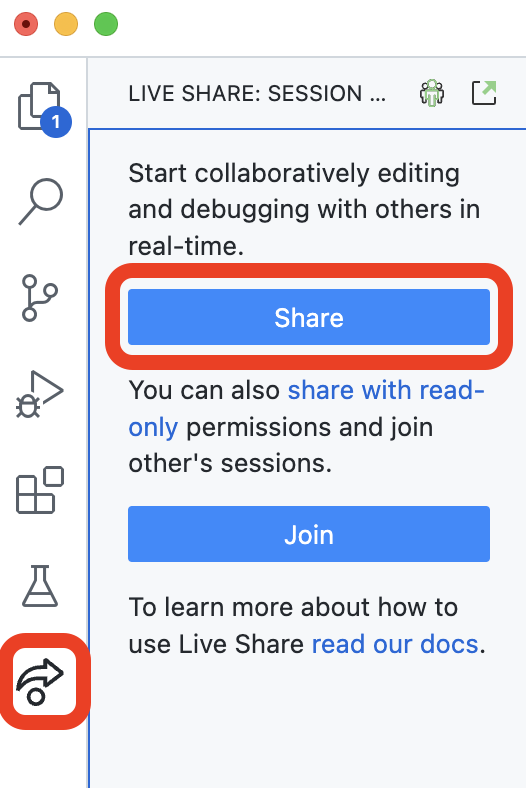 LIVE SHARE: SESSION ...
1
Start collaboratively editing
and debugging with others in
real-time.
Share
You can also share with read-
only permissions and join
other's sessions.
Join
To learn more about how to
use Live Share read our docs.